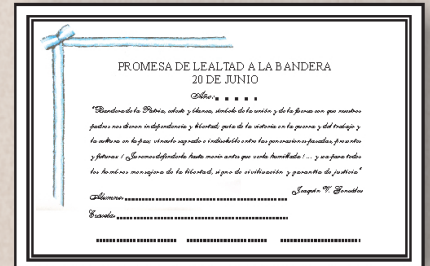 PROMESA DE LEALTAD A LA BANDERA
20 DE JUNIO
Año:
"Bandera de la Patria, celeste y blanca, símbolo de la unión y de la fuerza con que nuestros
padres nos dieron independencia y libertad; guía de la victoria en la guerra y del trabajo y
la cultura en la paz; vínculo sagrado e indisoluble entre las generaciones pasadas, presentes
y futuras! ¡Juremos defenderla hasta morir antes que verla humillada!... y sea para todos
los hombres mensajera de la libertad, signo de civilización y garantía de justicia"
Joaquín V. González
Alumno:
Escuela: